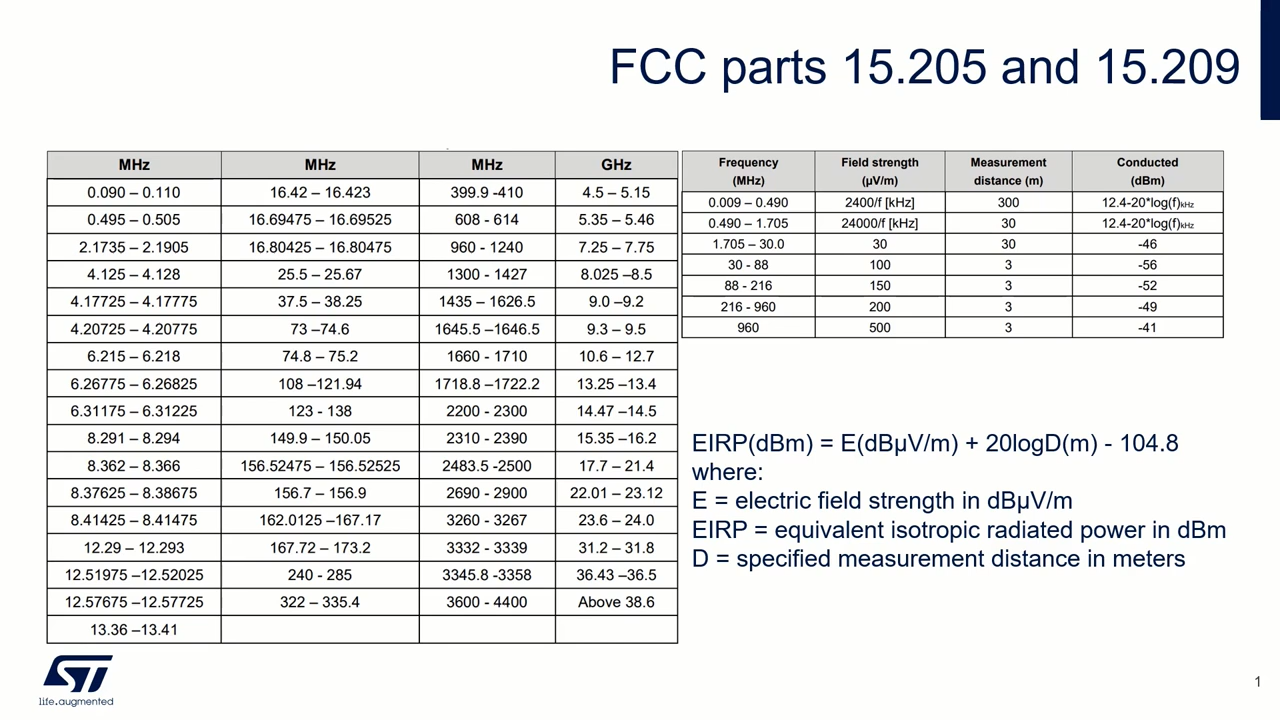 FCC parts 15.205 and 15.209
MHz MHz MHz GHz
0.090 – 0.110 16.42 – 16.423 399.9 -410 4.5 – 5.15
0.495 – 0.505 16.69475 – 16.69525 608 - 614 5.35 – 5.46
2.1735 – 2.1905 16.80425 – 16.80475 960 - 1240 7.25 – 7.75
4.125 – 4.128 25.5 – 25.67 1300 - 1427 8.025 –8.5
4.17725 – 4.17775 37.5 – 38.25 1435 – 1626.5 9.0 –9.2
4.20725 – 4.20775 73 –74.6 1645.5 –1646.5 9.3 – 9.5
6.215 – 6.218 74.8 – 75.2 1660 - 1710 10.6 – 12.7
6.26775 – 6.26825 108 –121.94 1718.8 –1722.2 13.25 –13.4
6.31175 – 6.31225 123 - 138 2200 - 2300 14.47 –14.5
8.291 – 8.294 149.9 – 150.05 2310 - 2390 15.35 –16.2
8.362 – 8.366 156.52475 – 156.52525 2483.5 -2500 17.7 – 21.4
8.37625 – 8.38675 156.7 – 156.9 2690 - 2900 22.01 – 23.12
8.41425 – 8.41475 162.0125 –167.17 3260 - 3267 23.6 – 24.0
12.29 – 12.293 167.72 – 173.2 3332 - 3339 31.2 – 31.8
12.51975 –12.52025 240 - 285 3345.8 -3358 36.43 –36.5
12.57675 –12.57725 322 – 335.4 3600 - 4400 Above 38.6
13.36 –13.41
Frequency Field strength Measurement Conducted
(MHz) (µV/m) distance (m) (dBm)
0.009 – 0.490 2400/f [kHz] 300 12.4-20*log(f)kHz
0.490 – 1.705 24000/f [kHz] 30 12.4-20*log(f)kHz
1.705 – 30.0 30 30 -46
30 - 88 100 3 -56
88 - 216 150 3 -52
216 - 960 200 3 -49
960 500 3 -41
EIRP(dBm) = E(dBµV/m) + 20logD(m) - 104.8
where:
E = electric field strength in dBµV/m
EIRP = equivalent isotropic radiated power in dBm
D = specified measurement distance in meters
ST
life.augmented
1